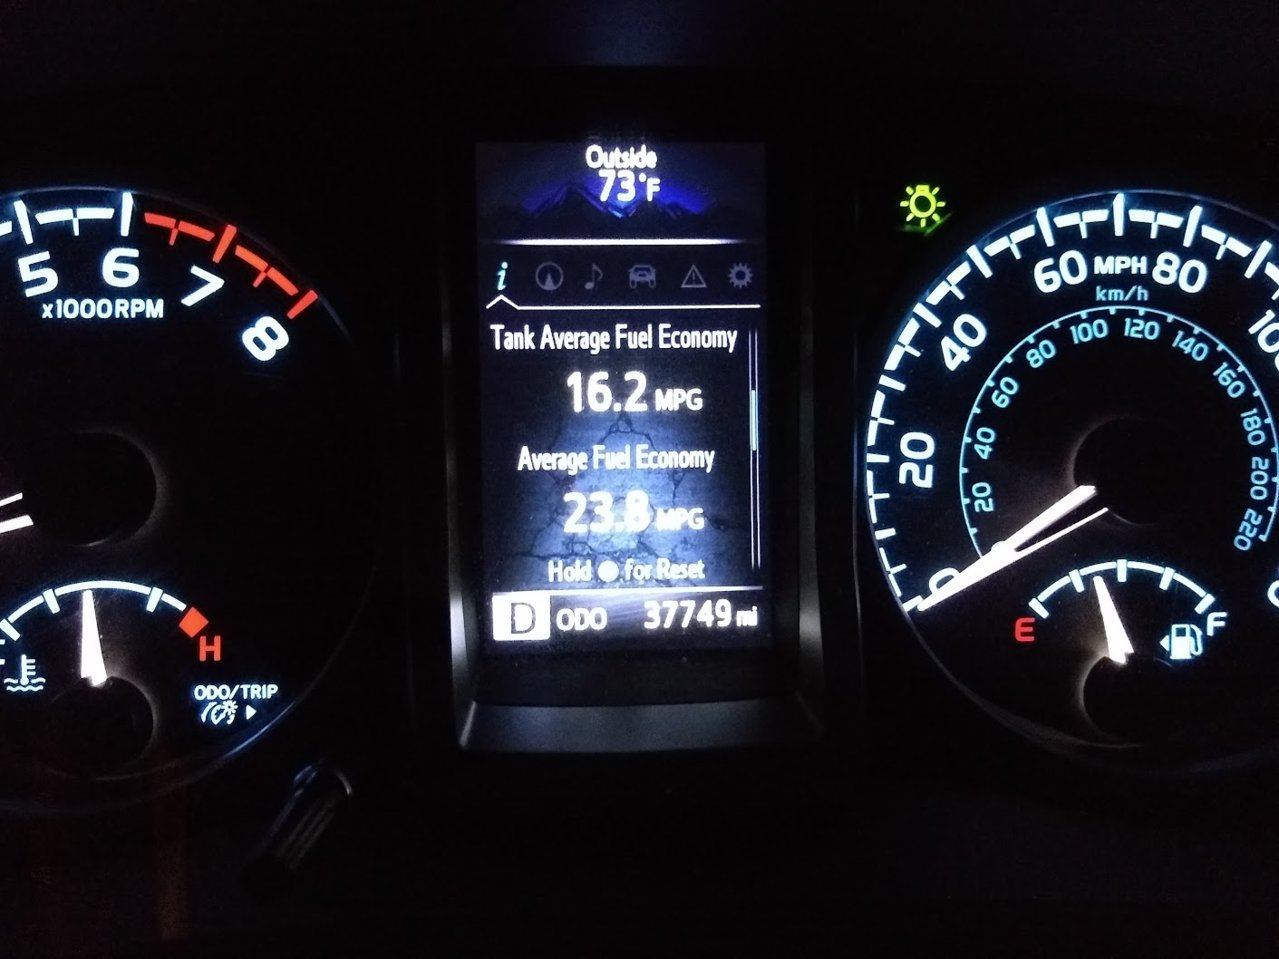 Outside
73°F
i
Tank Average Fuel Economy
16.2 MPG
Average Fuel Economy
23.8 MPG
Hold for Reset
D ODO 37749 mi
5 6 7 8
x1000RPM
H
ODO/TRIP
0 20 40 60 80
MPH
km/h
20 40 60 80 100 120 140 160 180 200 220
E F